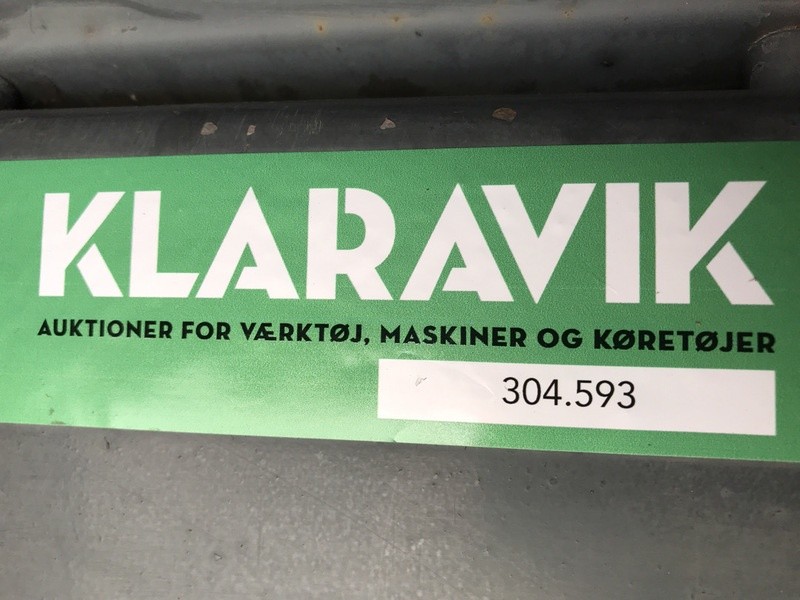 KLARAVIK
AUKTIONER FOR VÆRKTØJ, MASKINER OG KØRETØJER
304.593